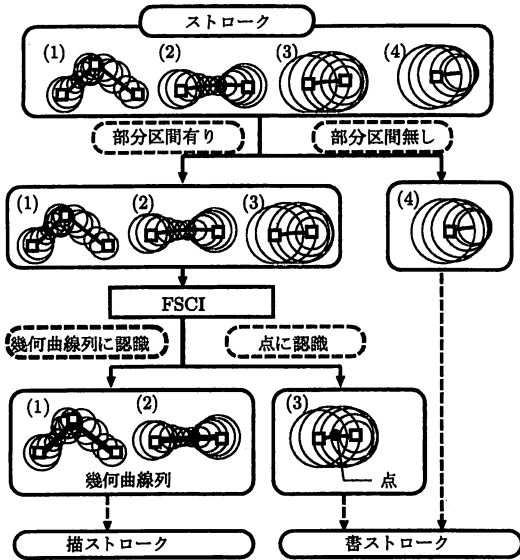 ストローク
(1) (2) (3) (4)
部分区間有り 部分区間無し
(1) (2) (3) (4)
FSCI
幾何曲線列に認識 点に認識
(1) (2) (3)
幾何曲線列 点
描ストローク 書ストローク